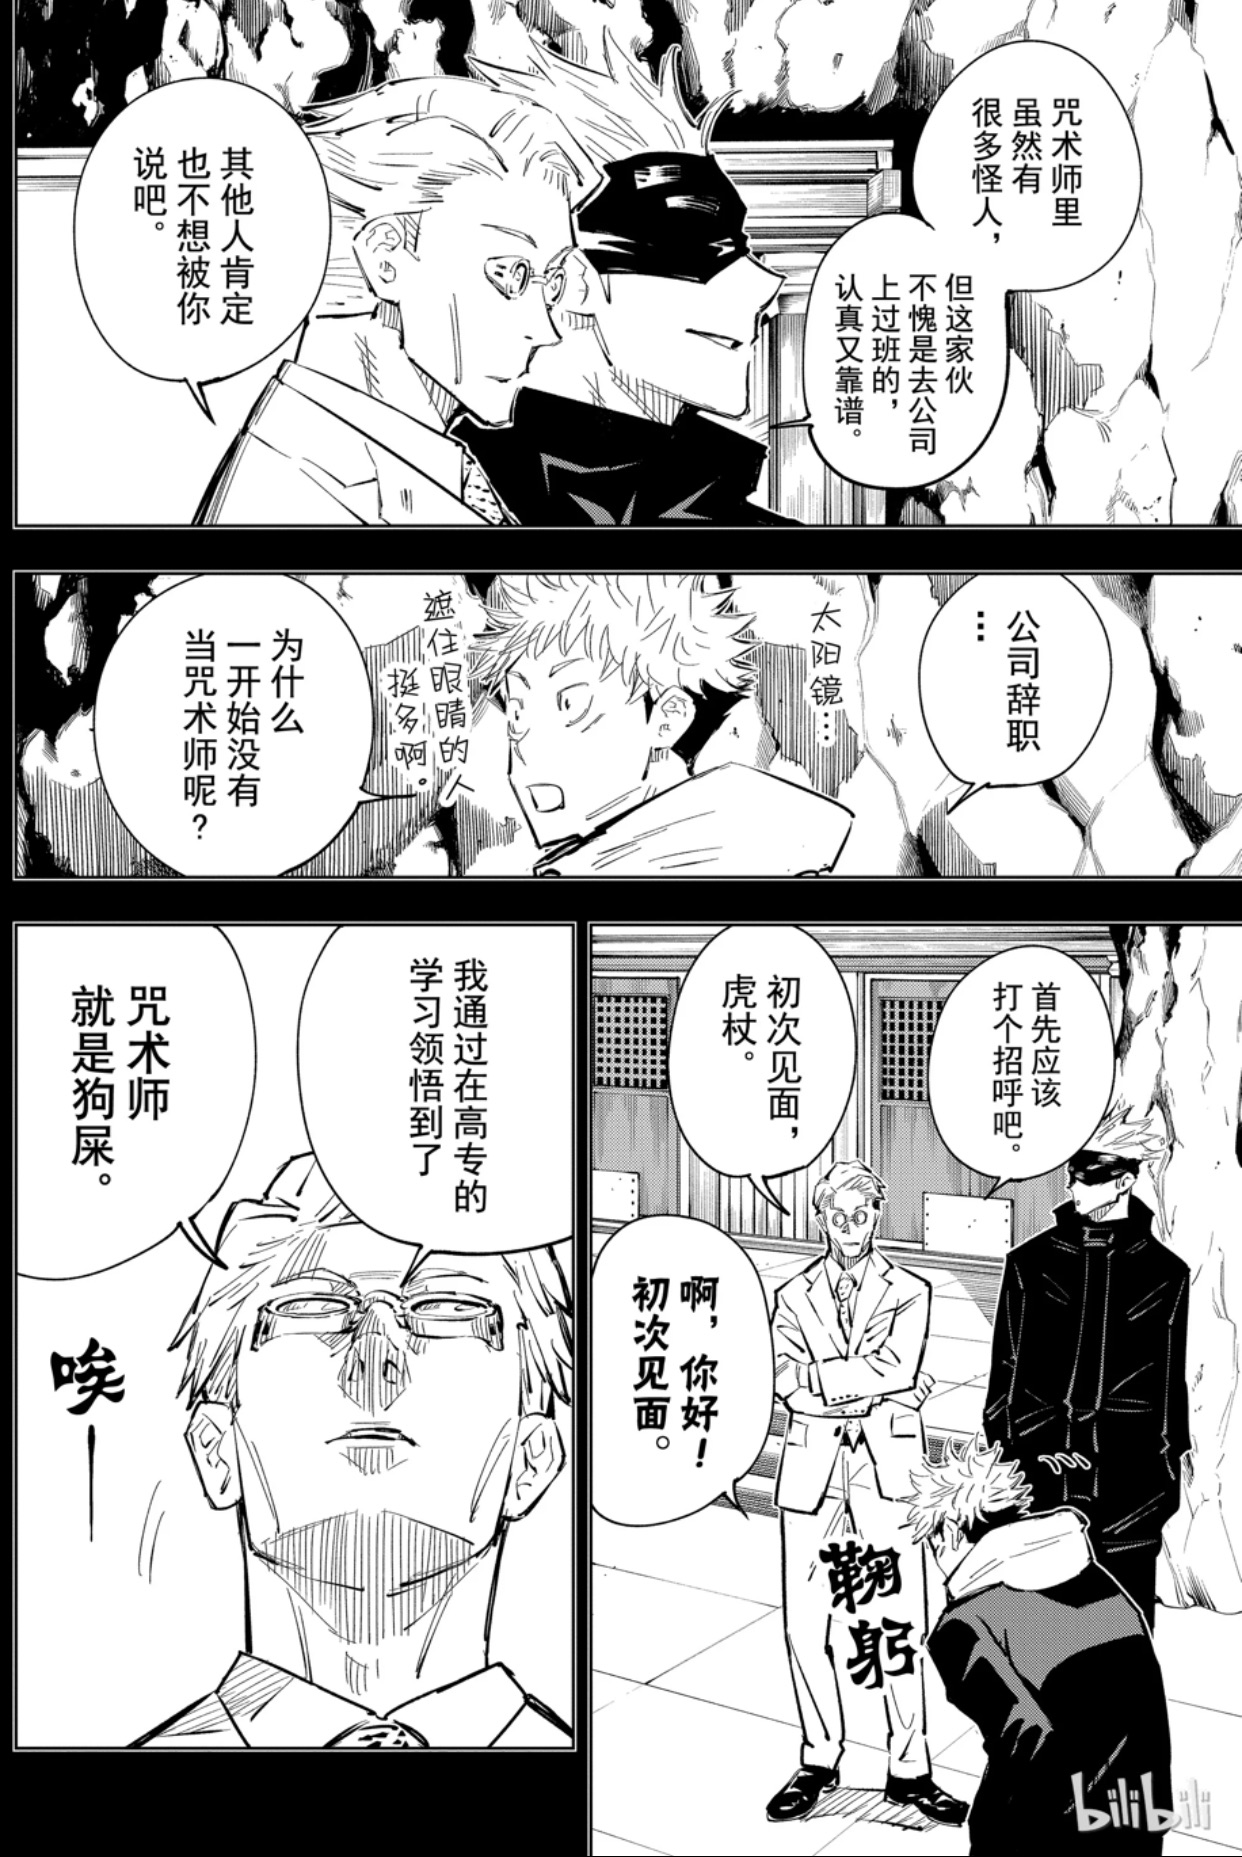 咒术师里
虽然有
很多怪人，
但这家伙
不愧是去公司
上过班的，
认真又靠谱。
其他人肯定
也不想被你
说吧。
公司辞职
…
太阳镜…
遮住眼睛的人
挺多啊。
为什么
一开始没有
当咒术师呢？
首先应该
打个招呼吧。
初次见面，
虎杖。
啊，你好！
初次见面。
鞠躬
我通过在高专的
学习领悟到了
咒术师
就是狗屎。
唉—
bilibili